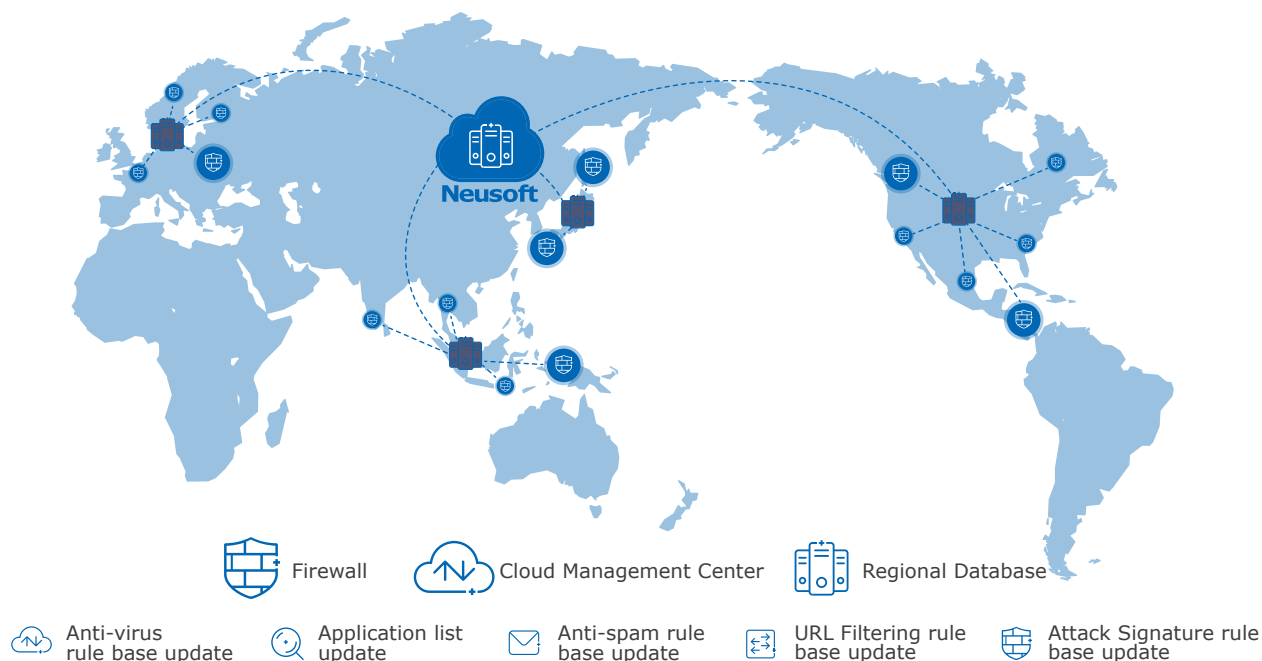 Neusoft
Firewall
Cloud Management Center
Regional Database
Anti-virus
rule base update
Application list
update
Anti-spam rule
base update
URL Filtering rule
base update
Attack Signature rule
base update